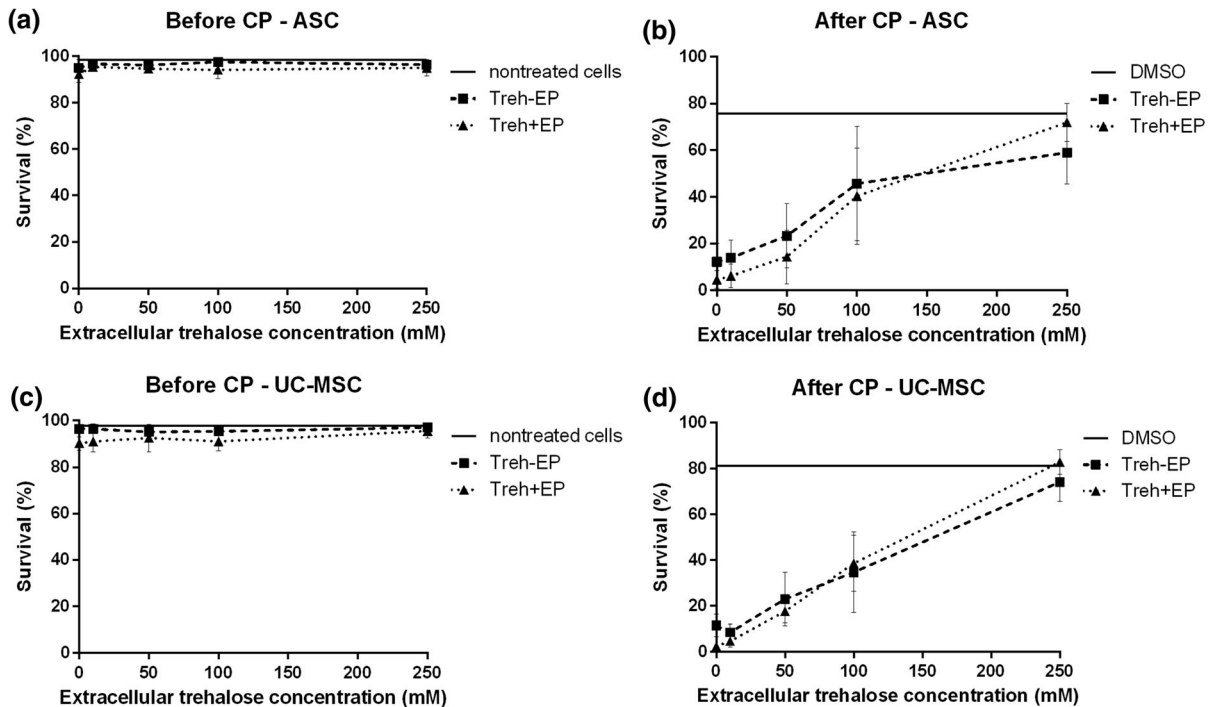 (a)
Before CP - ASC
100
80
60
40
20
0
Survival (%)
0 50 100 150 200 250
Extracellular trehalose concentration (mM)
nontreated cells
Treh-EP
Treh+EP
(b)
After CP - ASC
100
80
60
40
20
0
Survival (%)
0 50 100 150 200 250
Extracellular trehalose concentration (mM)
DMSO
Treh-EP
Treh+EP
(c)
Before CP - UC-MSC
100
80
60
40
20
0
Survival (%)
0 50 100 150 200 250
Extracellular trehalose concentration (mM)
nontreated cells
Treh-EP
Treh+EP
(d)
After CP - UC-MSC
100
80
60
40
20
0
Survival (%)
0 50 100 150 200 250
Extracellular trehalose concentration (mM)
DMSO
Treh-EP
Treh+EP